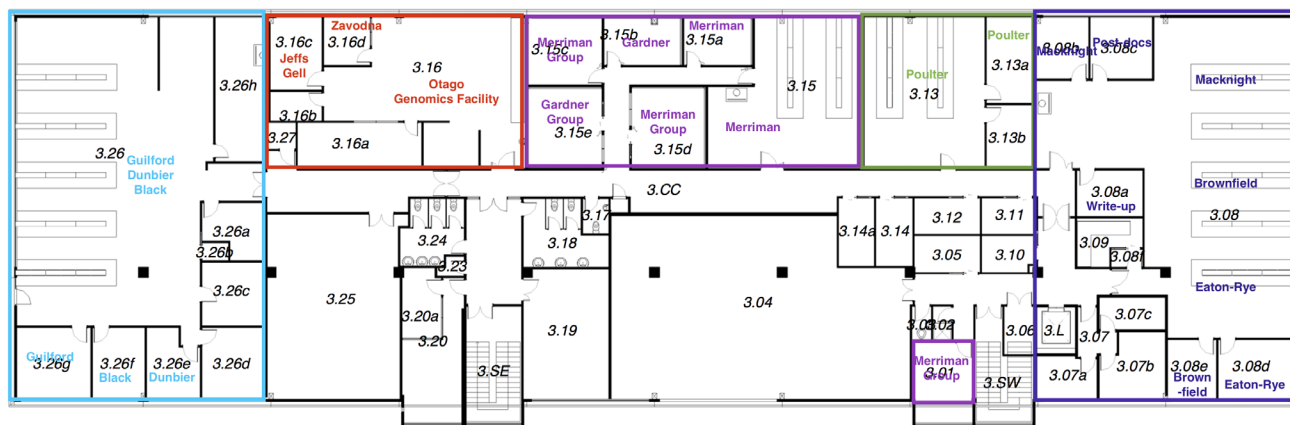 3.26
Guilford
Dunbier
Black
3.26h
3.26a
3.26b
3.26c
3.26d
Guilford
3.26g
3.26f
Black
3.26e
Dunbier
Zavodna
3.16c
Jeffs
Gell
3.16d
3.16
Otago
Genomics Facility
3.16b
3.27
3.16a
Merriman
Group
3.15c
3.15b
Gardner
Merriman
3.15a
3.15
Gardner
Group
3.15e
Merriman
Group
3.15d
Merriman
Poulter
3.13
Poulter
3.13a
3.13b
3.CC
3.25
3.24
3.23
3.20a
3.20
3.SE
3.17
3.18
3.19
3.04
3.14a
3.14
3.12
3.11
3.05
3.10
3.03
3.02
3.06
Merriman
3.01
Group
3.SW
3.08b
Macknight
Post-docs
3.08c
Macknight
3.08a
Write-up
Brownfield
3.08
3.09
3.08f
Eaton-Rye
3.L
3.07
3.07c
3.07a
3.07b
3.08e
Brown
-field
3.08d
Eaton-Rye